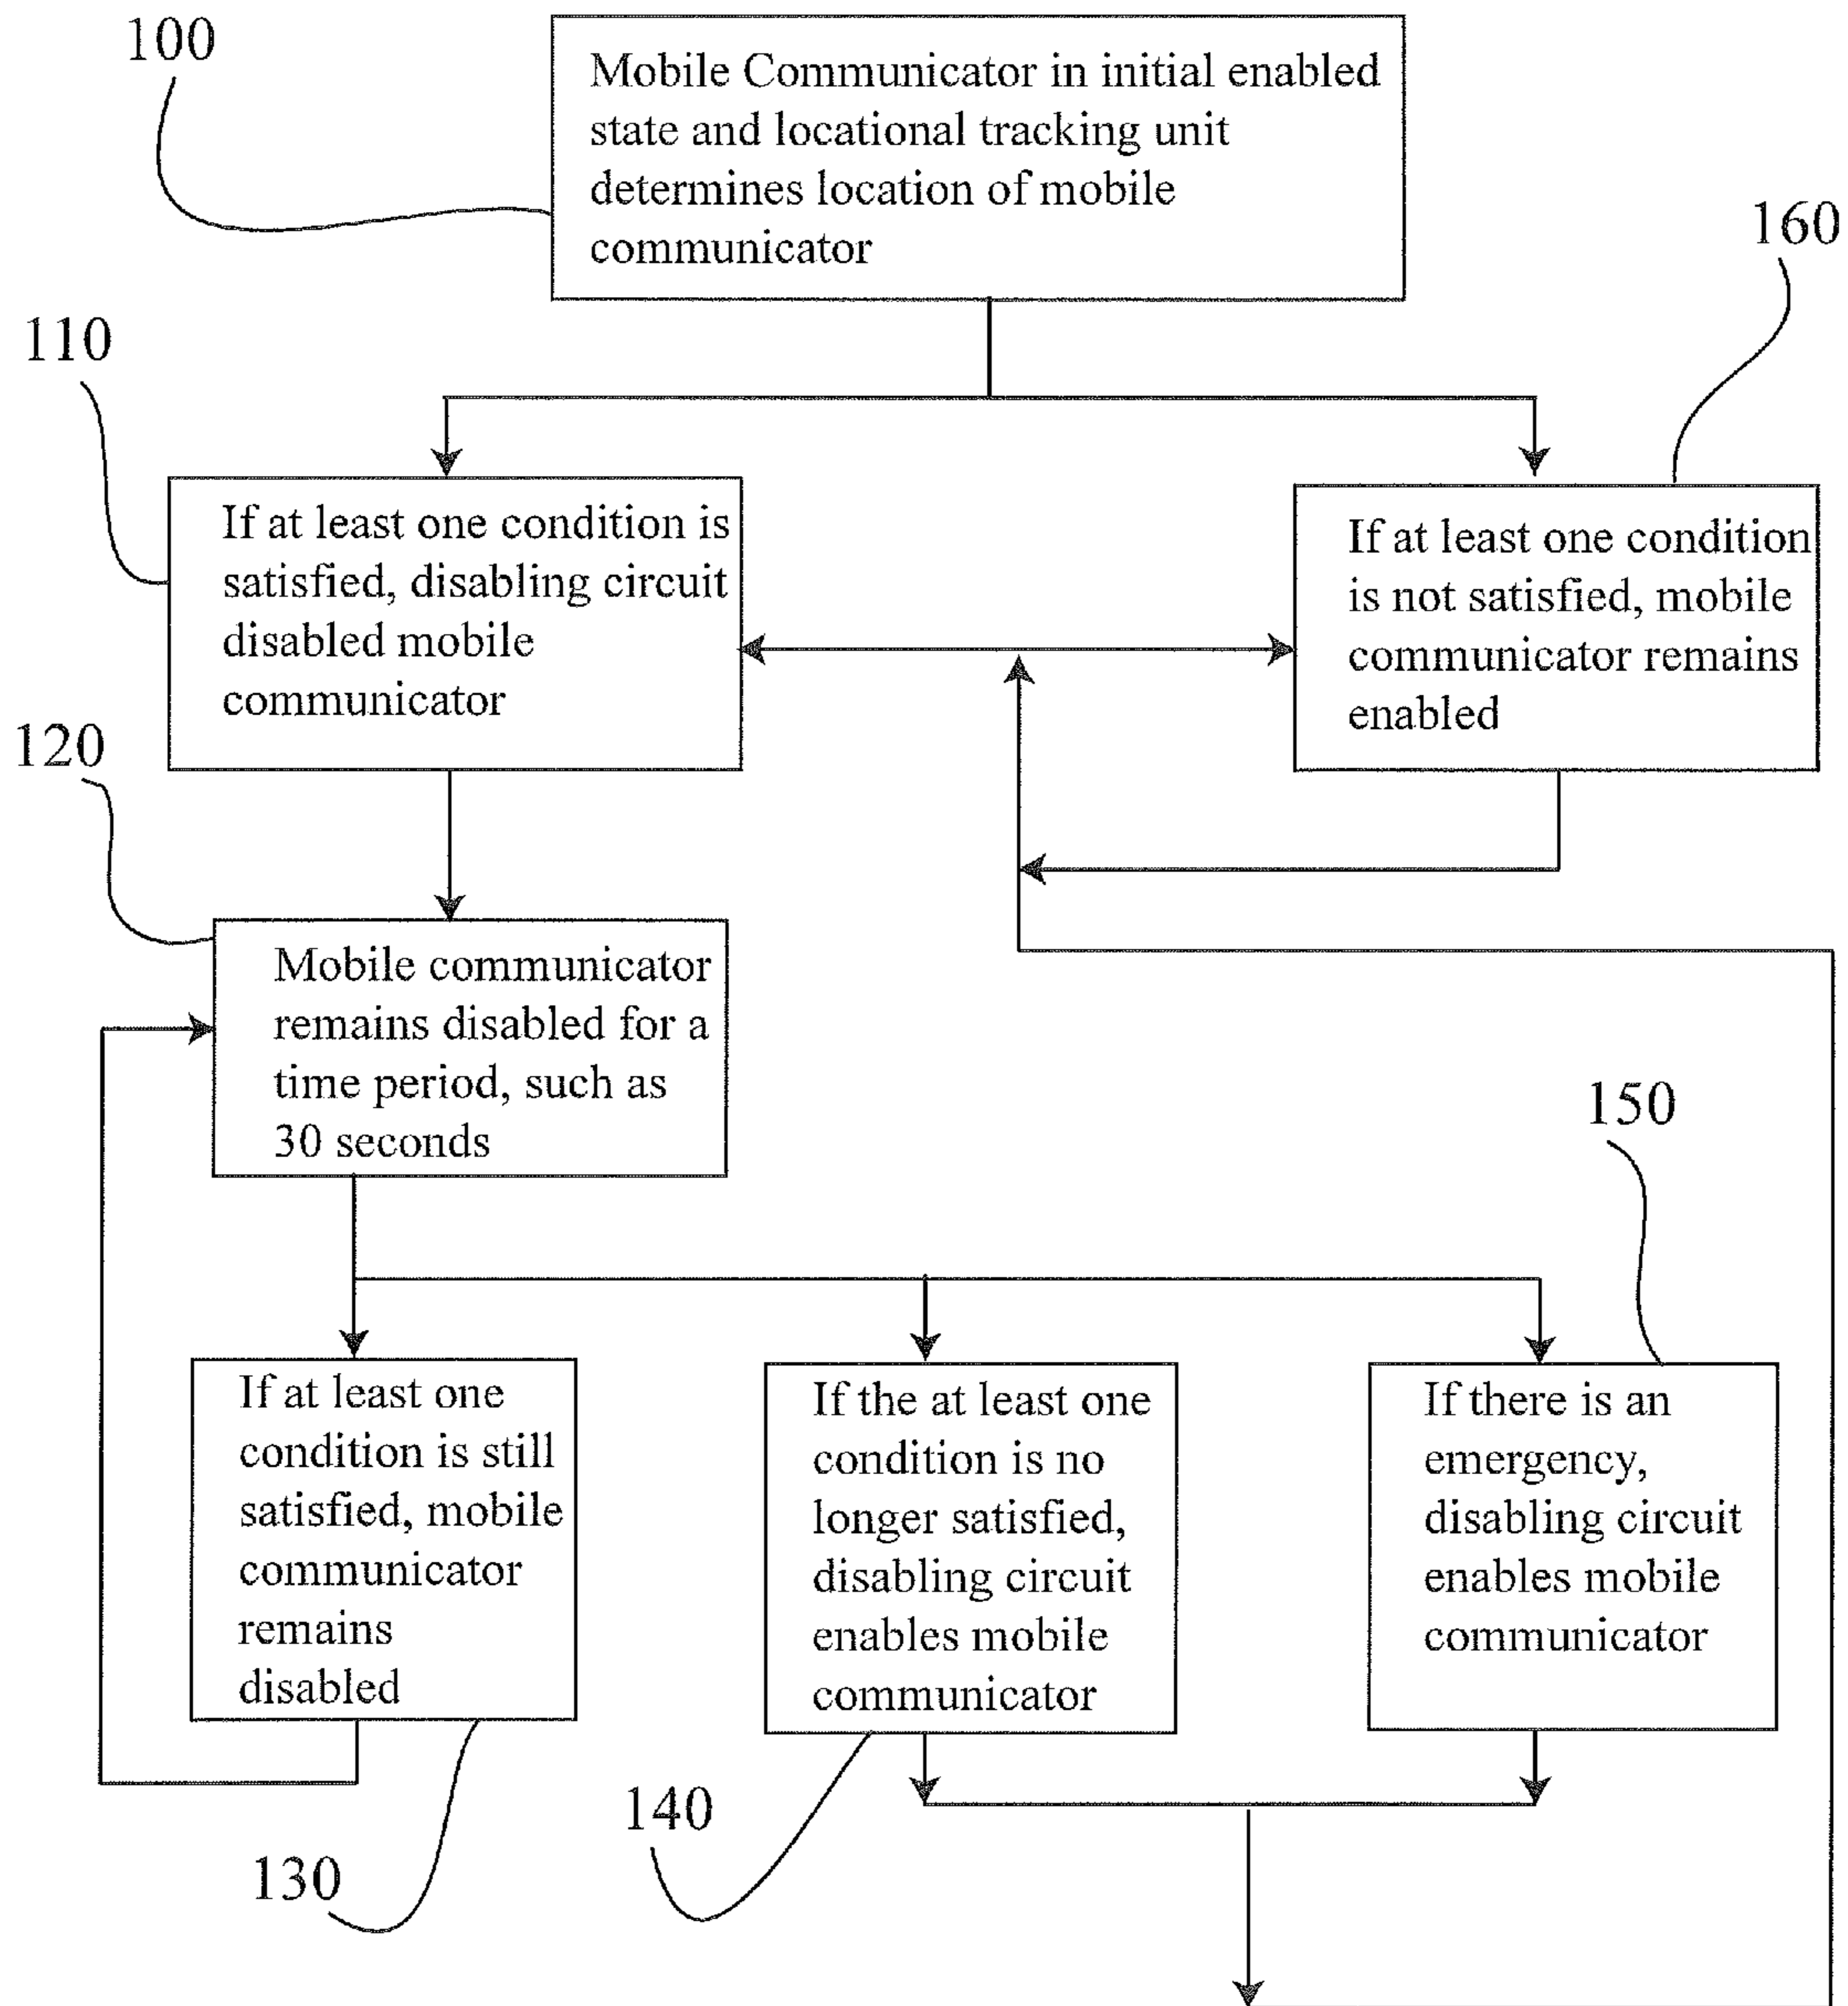 100
Mobile Communicator in initial enabled
state and locational tracking unit
determines location of mobile
communicator
160
110
If at least one condition is
satisfied, disabling circuit
disabled mobile
communicator
If at least one condition
is not satisfied, mobile
communicator remains
enabled
120
Mobile communicator
remains disabled for a
time period, such as
30 seconds
150
If at least one
condition is still
satisfied, mobile
communicator
remains
disabled
If the at least one
condition is no
longer satisfied,
disabling circuit
enables mobile
communicator
If there is an
emergency,
disabling circuit
enables mobile
communicator
140
130